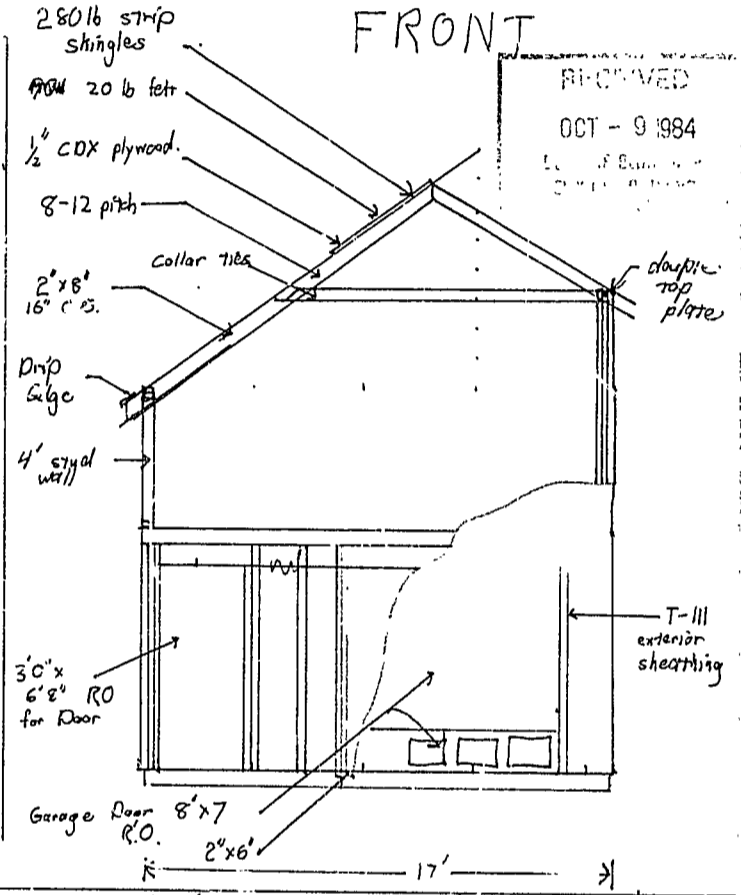 FRONT
280 lb strip
shingles
20 lb felt
1/2" CDX plywood.
8-12 pitch
collar ties
2"x8"
16"
Drip
Edge
4' stud
wall
3'0" x
6'8" RO
for Door
Garage Door 8'x7
R.O.
2"x6"
17'
RECEIVED
OCT - 9 1984
double
top
plate
T-111
exterior
sheathing